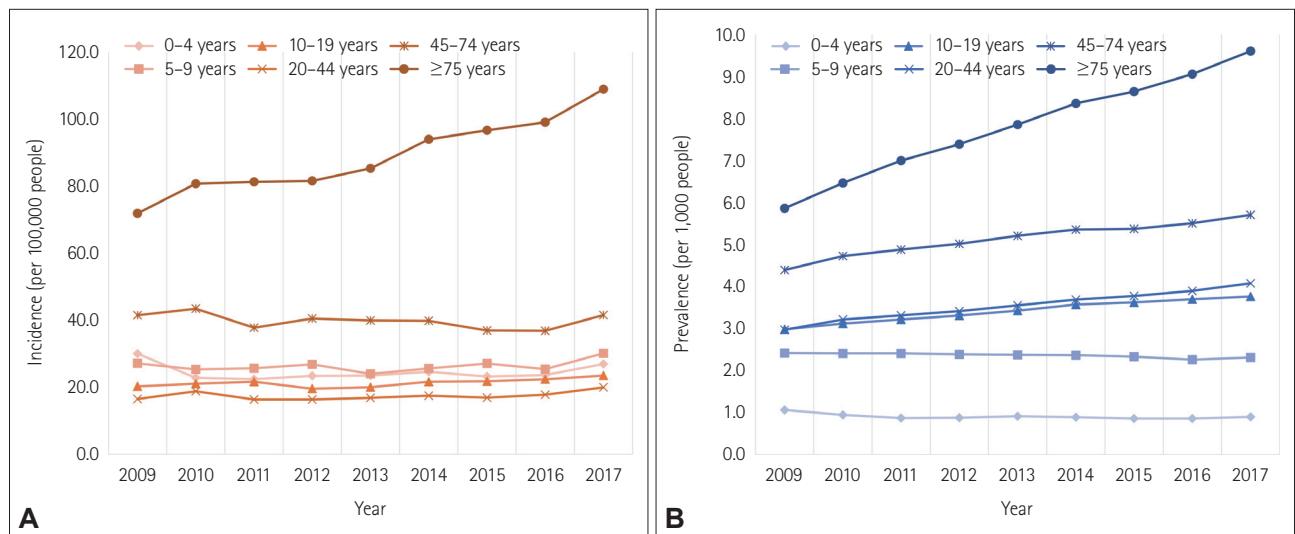 0–4 years 10–19 years 45–74 years
5–9 years 20–44 years ≥75 years
Incidence (per 100,000 people)
120.0
100.0
80.0
60.0
40.0
20.0
0.0
2009 2010 2011 2012 2013 2014 2015 2016 2017
Year
A
0–4 years 10–19 years 45–74 years
5–9 years 20–44 years ≥75 years
Prevalence (per 1,000 people)
10.0
9.0
8.0
7.0
6.0
5.0
4.0
3.0
2.0
1.0
0.0
2009 2010 2011 2012 2013 2014 2015 2016 2017
Year
B